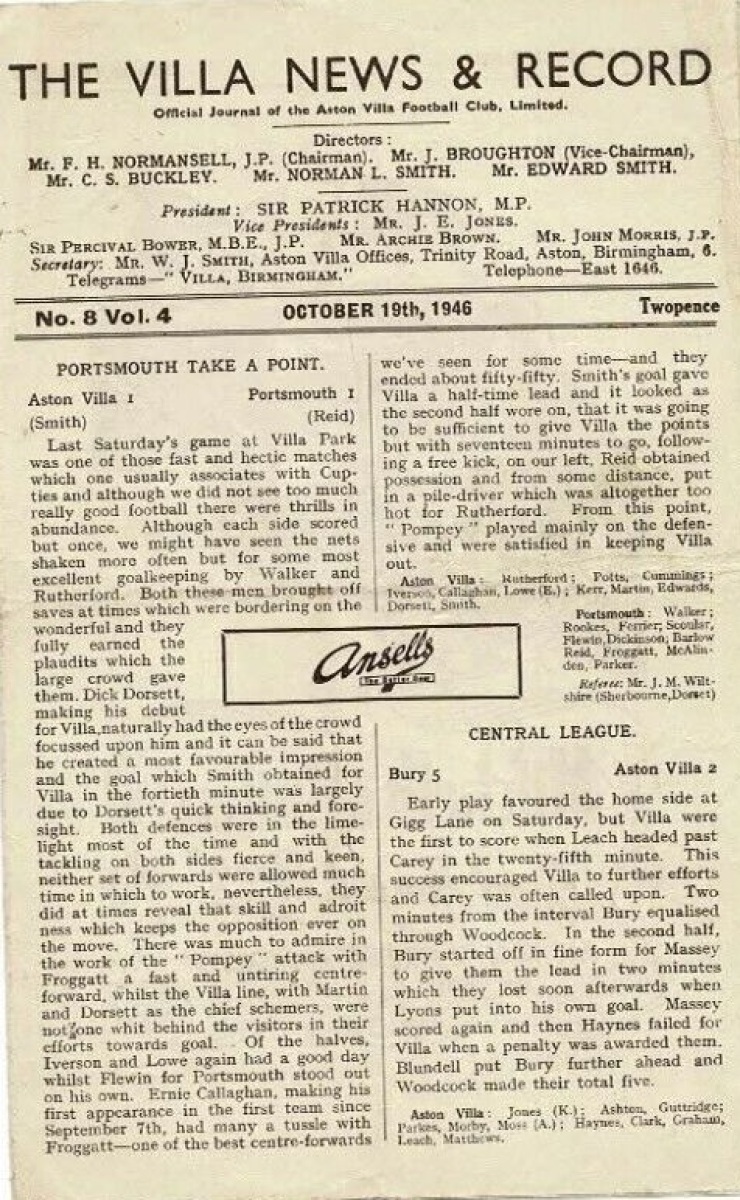 THE VILLA NEWS & RECORD
Official Journal of the Aston Villa Football Club, Limited.
Directors :
Mr. F. H. NORMANSELL, J.P. (Chairman). Mr. J. BROUGHTON (Vice-Chairman),
Mr. C. S. BUCKLEY. Mr. NORMAN L. SMITH. Mr. EDWARD SMITH.
President : SIR PATRICK HANNON, M.P.
Vice Presidents : MR. J. E. JONES.
SIR PERCIVAL BOWER, M.B.E., J.P. MR. ARCHIE BROWN. MR. JOHN MORRIS, J.P.
Secretary: MR. W. J. SMITH, Aston Villa Offices, Trinity Road, Aston, Birmingham, 6.
Telegrams—" VILLA, BIRMINGHAM." Telephone—East 1646.
No. 8 Vol. 4 OCTOBER 19th, 1946 Twopence
PORTSMOUTH TAKE A POINT.
Aston Villa 1 Portsmouth 1
(Smith) (Reid)
Last Saturday's game at Villa Park
was one of those fast and hectic matches
which one usually associates with Cup-
ties and although we did not see too much
really good football there were thrills in
abundance. Although each side scored
but once, we might have seen the nets
shaken more often but for some most
excellent goalkeeping by Walker and
Rutherford. Both these men brought off
saves at times which were bordering on the
wonderful and they
fully earned the
plaudits which the
large crowd gave
them. Dick Dorsett,
making his debut
for Villa, naturally had the eyes of the crowd
focussed upon him and it can be said that
he created a most favourable impression
and the goal which Smith obtained for
Villa in the fortieth minute was largely
due to Dorsett's quick thinking and fore-
sight. Both defences were in the lime-
light most of the time and with the
tackling on both sides fierce and keen,
neither set of forwards were allowed much
time in which to work, nevertheless, they
did at times reveal that skill and adroit
ness which keeps the opposition ever on
the move. There was much to admire in
the work of the " Pompey " attack with
Froggatt a fast and untiring centre-
forward, whilst the Villa line, with Martin
and Dorsett as the chief schemers, were
not one whit behind the visitors in their
efforts towards goal. Of the halves,
Iverson and Lowe again had a good day
whilst Flewin for Portsmouth stood out
on his own. Ernie Callaghan, making his
first appearance in the first team since
September 7th, had many a tussle with
Froggatt—one of the best centre-forwards
we've seen for some time—and they
ended about fifty-fifty. Smith's goal gave
Villa a half-time lead and it looked as
the second half wore on, that it was going
to be sufficient to give Villa the points
but with seventeen minutes to go, follow-
ing a free kick, on our left, Reid obtained
possession and from some distance, put
in a pile-driver which was altogether too
hot for Rutherford. From this point,
" Pompey " played mainly on the defen-
sive and were satisfied in keeping Villa
out.
Aston Villa : Rutherford ; Potts, Cummings ;
Iverson, Callaghan, Lowe (E.) ; Kerr, Martin, Edwards,
Dorsett, Smith.
Portsmouth : Walker ;
Rookes, Ferrier; Scoular,
Flewin, Dickinson; Barlow
Reid, Froggatt, McAlin-
den, Parker.
Referee: Mr. J. M. Wilt-
shire (Sherbourne, Dorset)
Ansells
The Better Beer
CENTRAL LEAGUE.
Bury 5 Aston Villa 2
Early play favoured the home side at
Gigg Lane on Saturday, but Villa were
the first to score when Leach headed past
Carey in the twenty-fifth minute. This
success encouraged Villa to further efforts
and Carey was often called upon. Two
minutes from the interval Bury equalised
through Woodcock. In the second half,
Bury started off in fine form for Massey
to give them the lead in two minutes
which they lost soon afterwards when
Lyons put into his own goal. Massey
scored again and then Haynes failed for
Villa when a penalty was awarded them.
Blundell put Bury further ahead and
Woodcock made their total five.
Aston Villa : Jones (K.) ; Ashton, Guttridge;
Parkes, Morby, Moss (A.) ; Haynes, Clark, Graham,
Leach, Matthews.